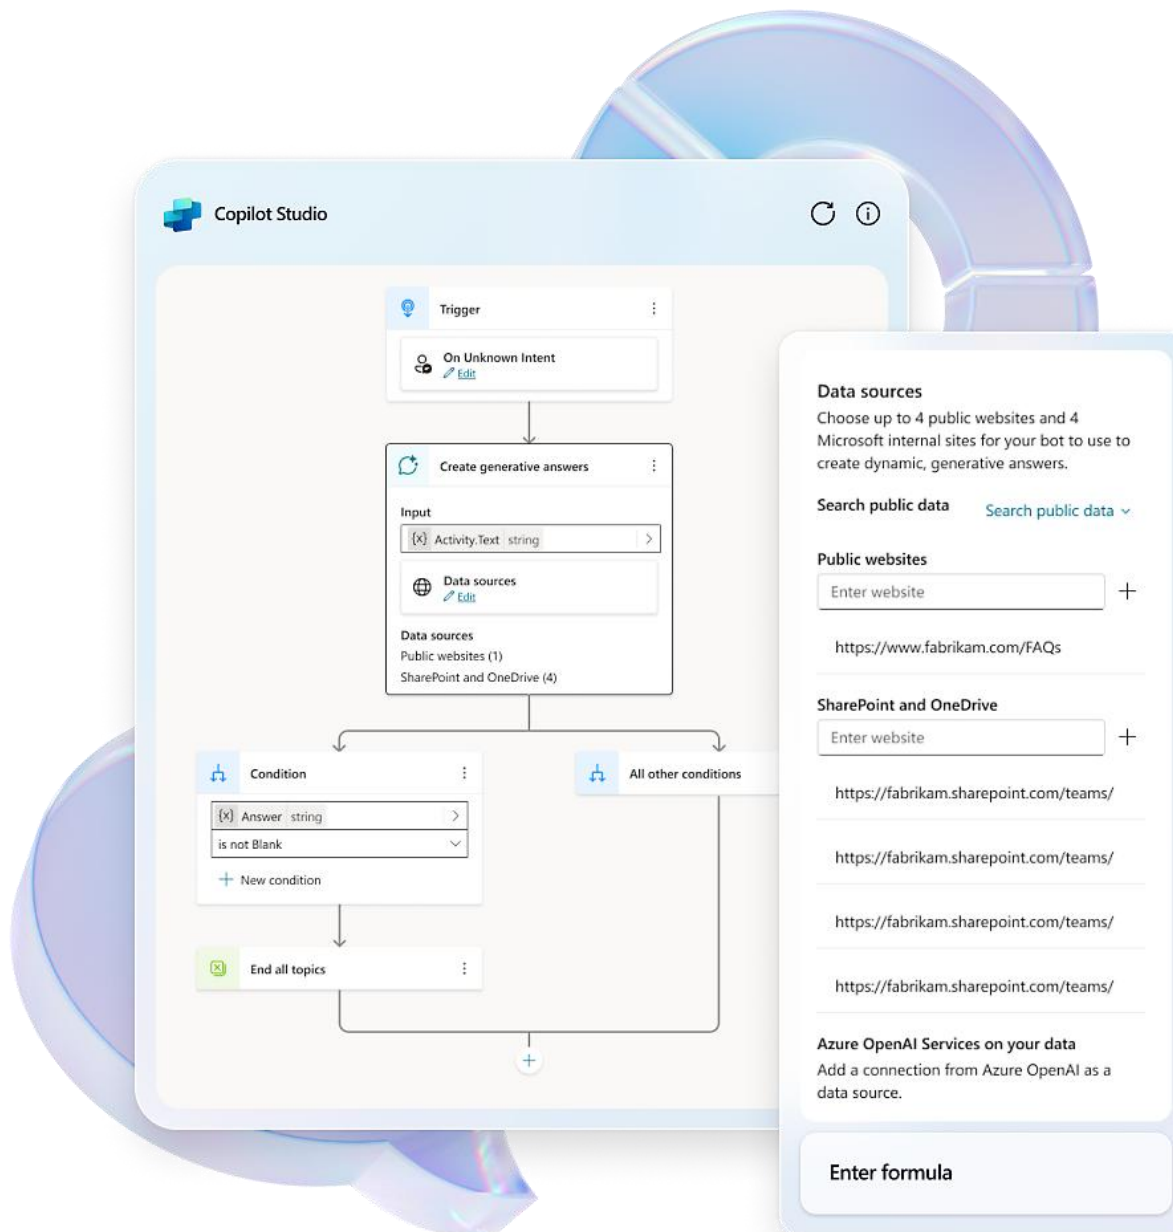 Copilot Studio
Trigger
On Unknown Intent
Edit
Create generative answers
Input
{x} Activity.Text string
Data sources
Edit
Data sources
Public websites (1)
SharePoint and OneDrive (4)
Condition
{x} Answer string
is not Blank
New condition
End all topics
All other conditions
Data sources
Choose up to 4 public websites and 4
Microsoft internal sites for your bot to use to
create dynamic, generative answers.
Search public data Search public data
Public websites
Enter website
https://www.fabrikam.com/FAQs
SharePoint and OneDrive
Enter website
https://fabrikam.sharepoint.com/teams/
https://fabrikam.sharepoint.com/teams/
https://fabrikam.sharepoint.com/teams/
https://fabrikam.sharepoint.com/teams/
Azure OpenAI Services on your data
Add a connection from Azure OpenAI as a
data source.
Enter formula